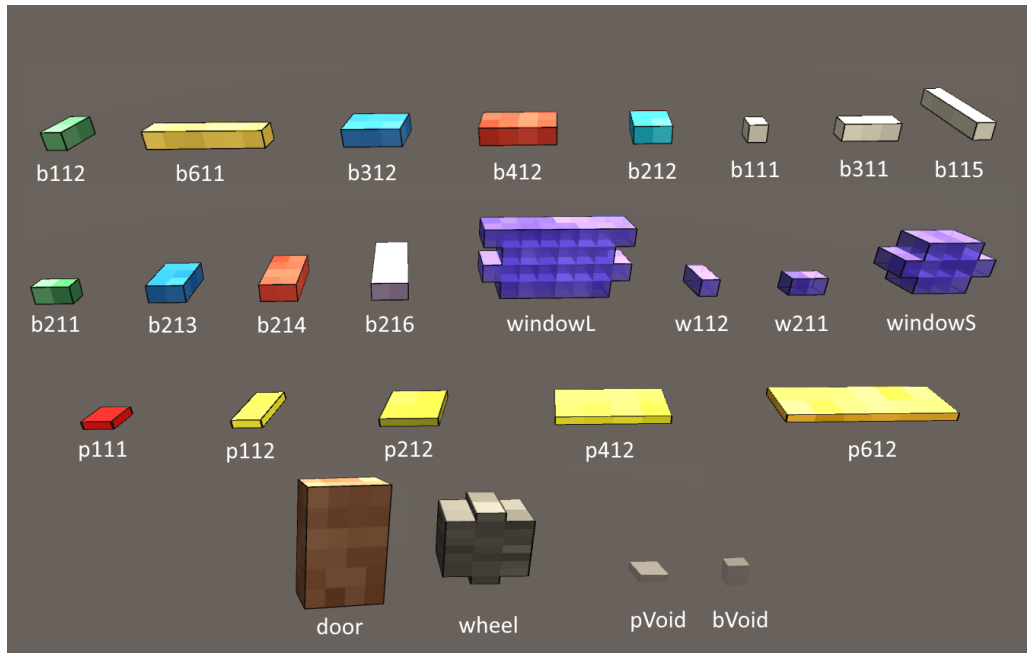 b112 b611 b312 b412 b212 b111 b311 b115
b211 b213 b214 b216 windowL w112 w211 windowS
p111 p112 p212 p412 p612
door wheel pVoid bVoid